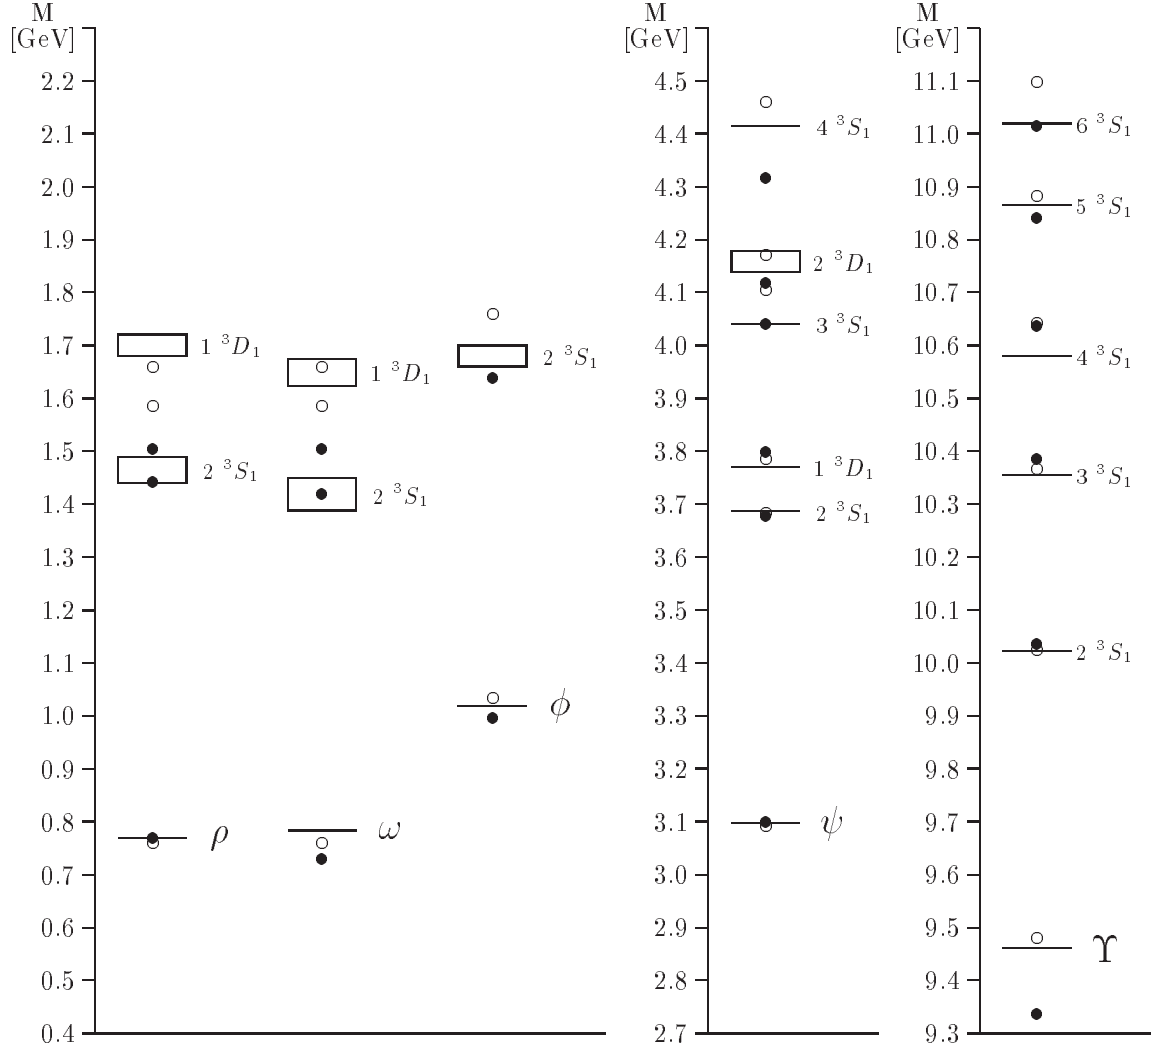 M
[GeV]
2.2
2.1
2.0
1.9
1.8
1.7
1.6
1.5
1.4
1.3
1.2
1.1
1.0
0.9
0.8
0.7
0.6
0.5
0.4
1 ³D₁
2 ³S₁
ρ
1 ³D₁
2 ³S₁
ω
2 ³S₁
ϕ
M
[GeV]
4.5
4.4
4.3
4.2
4.1
4.0
3.9
3.8
3.7
3.6
3.5
3.4
3.3
3.2
3.1
3.0
2.9
2.8
2.7
4 ³S₁
2 ³D₁
3 ³S₁
1 ³D₁
2 ³S₁
ψ
M
[GeV]
11.1
11.0
10.9
10.8
10.7
10.6
10.5
10.4
10.3
10.2
10.1
10.0
9.9
9.8
9.7
9.6
9.5
9.4
9.3
6 ³S₁
5 ³S₁
4 ³S₁
3 ³S₁
2 ³S₁
ϒ